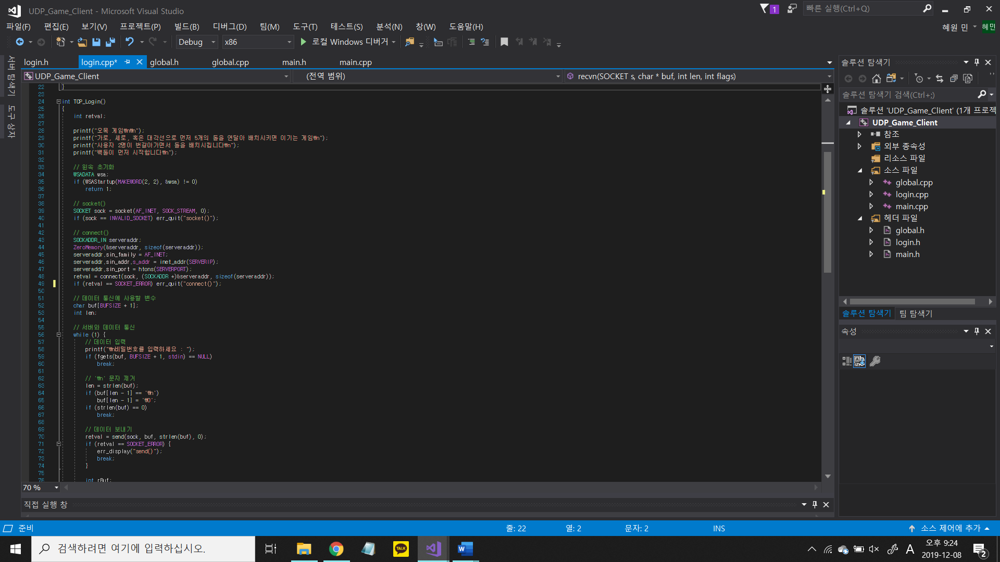 UDP_Game_Client - Microsoft Visual Studio
1
빠른 실행(Ctrl+Q)
파일(F) 편집(E) 보기(V) 프로젝트(P) 빌드(B) 디버그(D) 팀(M) 도구(T) 테스트(S) 분석(N) 창(W) 도움말(H)
혜원 민 혜민
Debug x86 로컬 Windows 디버거
서버 탐색기
도구 상자
login.h login.cpp* global.h global.cpp main.h main.cpp
UDP_Game_Client (전역 범위) recvn(SOCKET s, char * buf, int len, int flags)
22 }
23
24 int TCP_Login()
25 {
26 int retval;
27
28 printf("오목 게임₩n₩n");
29 printf("가로, 세로, 혹은 대각선으로 먼저 5개의 돌을 연달아 배치시키면 이기는 게임₩n");
30 printf("사용자 2명이 번갈아가면서 돌을 배치시킵니다₩n");
31 printf("백돌이 먼저 시작합니다₩n");
32
33 // 윈속 초기화
34 WSADATA wsa;
35 if (WSAStartup(MAKEWORD(2, 2), &wsa) != 0)
36 return 1;
37
38 // socket()
39 SOCKET sock = socket(AF_INET, SOCK_STREAM, 0);
40 if (sock == INVALID_SOCKET) err_quit("socket()");
41
42 // connect()
43 SOCKADDR_IN serveraddr;
44 ZeroMemory(&serveraddr, sizeof(serveraddr));
45 serveraddr.sin_family = AF_INET;
46 serveraddr.sin_addr.s_addr = inet_addr(SERVERIP);
47 serveraddr.sin_port = htons(SERVERPORT);
48 retval = connect(sock, (SOCKADDR *)&serveraddr, sizeof(serveraddr));
49 if (retval == SOCKET_ERROR) err_quit("connect()");
50
51 // 데이터 통신에 사용할 변수
52 char buf[BUFSIZE + 1];
53 int len;
54
55 // 서버와 데이터 통신
56 while (1) {
57 // 데이터 입력
58 printf("₩n비밀번호를 입력하세요 : ");
59 if (fgets(buf, BUFSIZE + 1, stdin) == NULL)
60 break;
61
62 // '₩n' 문자 제거
63 len = strlen(buf);
64 if (buf[len - 1] == '₩n')
65 buf[len - 1] = '₩0';
66 if (strlen(buf) == 0)
67 break;
68
69 // 데이터 보내기
70 retval = send(sock, buf, strlen(buf), 0);
71 if (retval == SOCKET_ERROR) {
72 err_display("send()");
73 break;
74 }
75
76 int rBuf;
70 %
직접 실행 창
솔루션 탐색기
솔루션 탐색기 검색(Ctrl+;)
솔루션 'UDP_Game_Client' (1개 프로젝
UDP_Game_Client
참조
외부 종속성
리소스 파일
소스 파일
global.cpp
login.cpp
main.cpp
헤더 파일
global.h
login.h
main.h
솔루션 탐색기 팀 탐색기
속성
준비 줄: 22 열: 2 문자: 2 INS 소스 제어에 추가
검색하려면 여기에 입력하십시오.
TALK
A
오후 9:24
2019-12-08
2